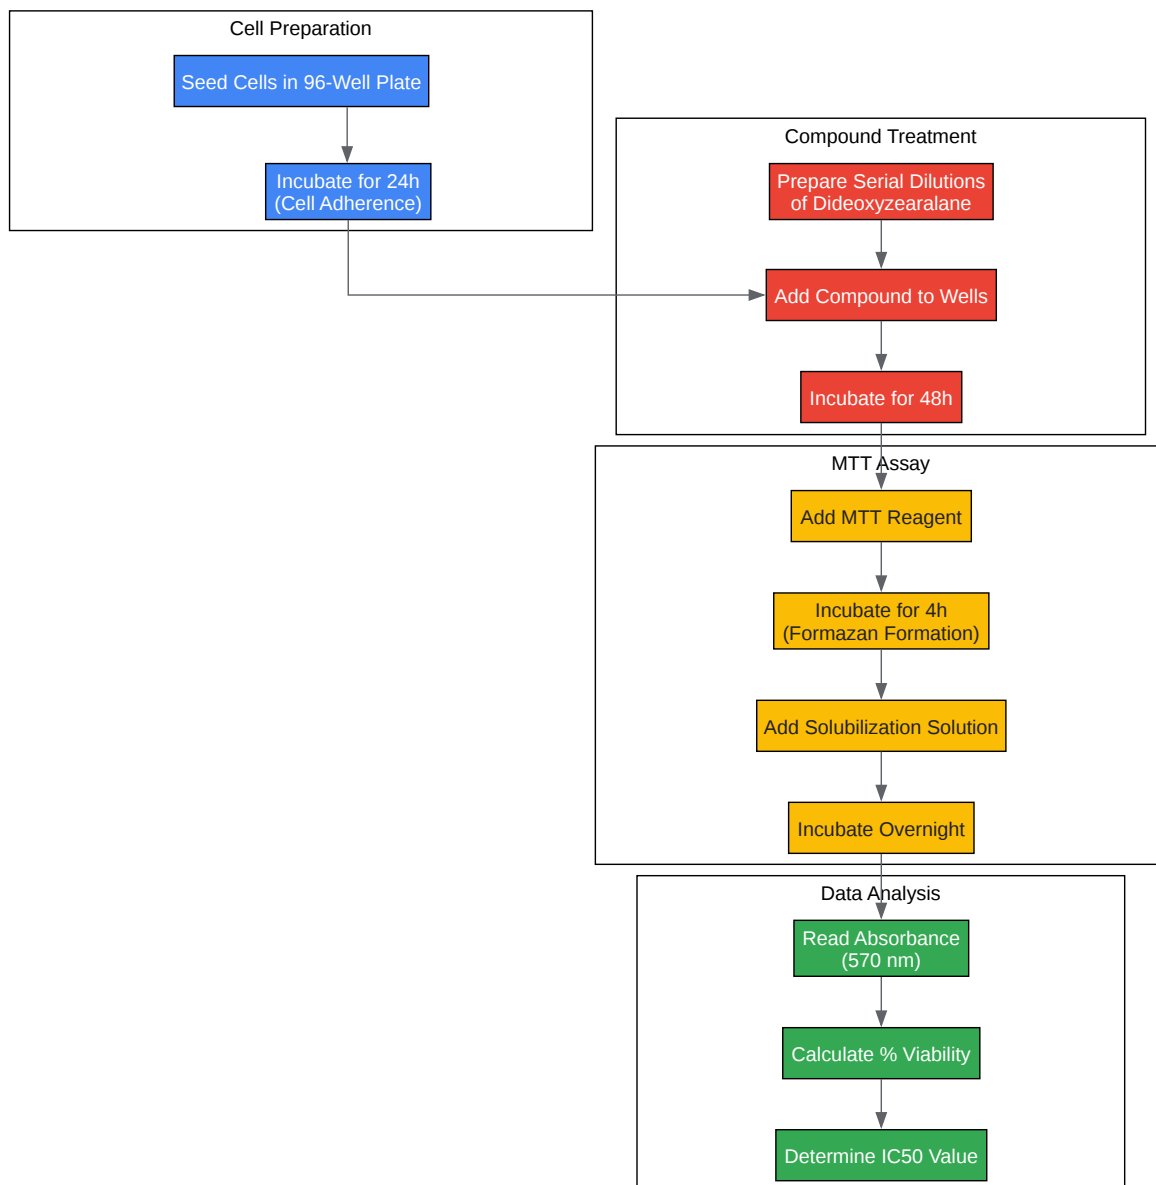 Cell Preparation
Seed Cells in 96-Well Plate
Incubate for 24h
(Cell Adherence)
Compound Treatment
Prepare Serial Dilutions
of Dideoxyzearalane
Add Compound to Wells
Incubate for 48h
MTT Assay
Add MTT Reagent
Incubate for 4h
(Formazan Formation)
Add Solubilization Solution
Incubate Overnight
Data Analysis
Read Absorbance
(570 nm)
Calculate % Viability
Determine IC50 Value